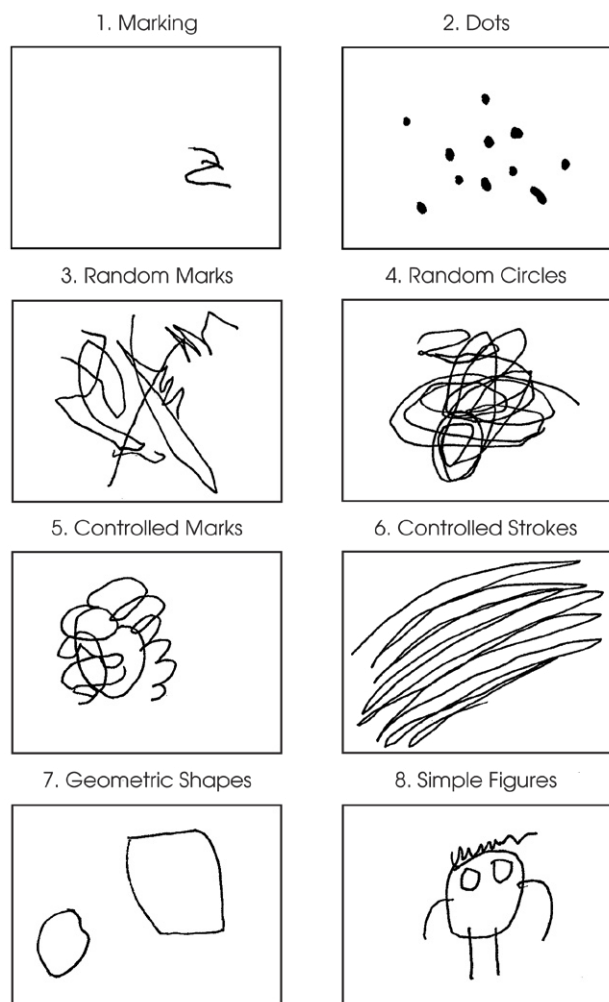 1. Marking
2. Dots
3. Random Marks
4. Random Circles
5. Controlled Marks
6. Controlled Strokes
7. Geometric Shapes
8. Simple Figures